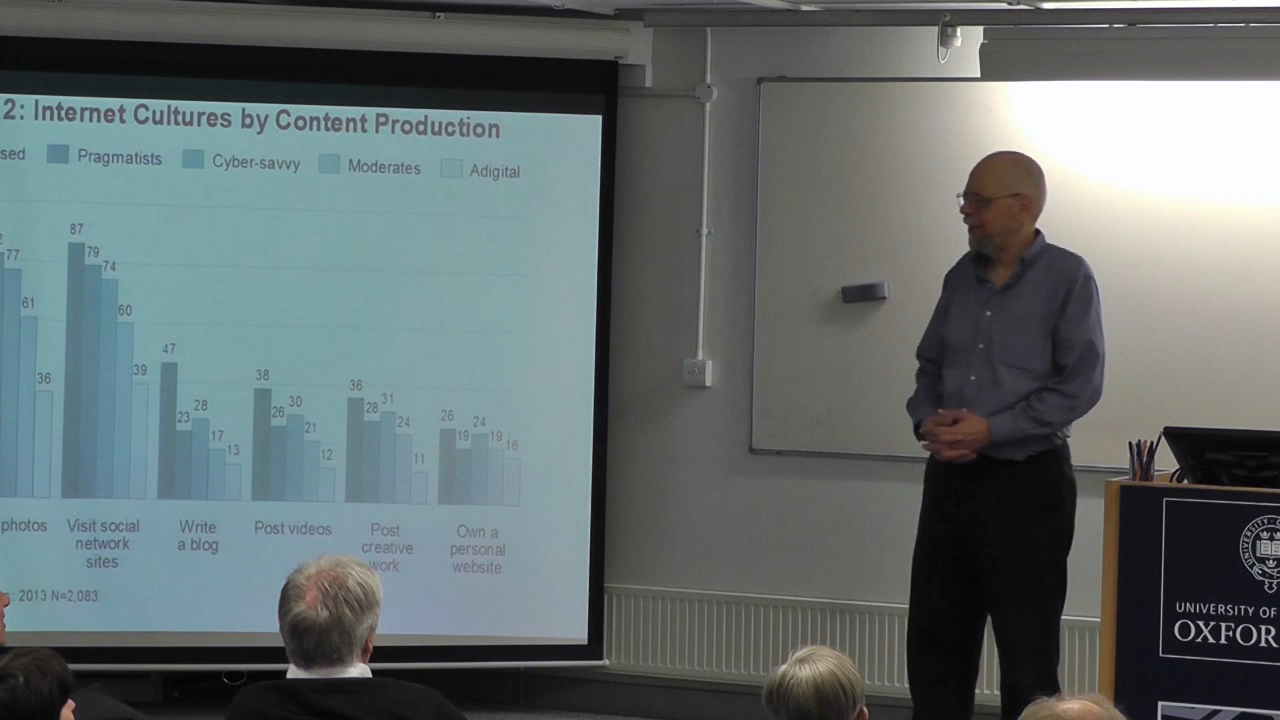 2: Internet Cultures by Content Production
sed Pragmatists Cyber-savvy Moderates Adigital
77 61 36
87 79 74 60 39
47 23 28 17 13
38 26 30 21 12
36 28 31 24 11
26 19 24 19 16
photos
Visit social
network
sites
Write
a blog
Post videos
Post
creative
work
Own a
personal
website
: 2013 N=2,083
UNIVERSITY OF
OXFOR